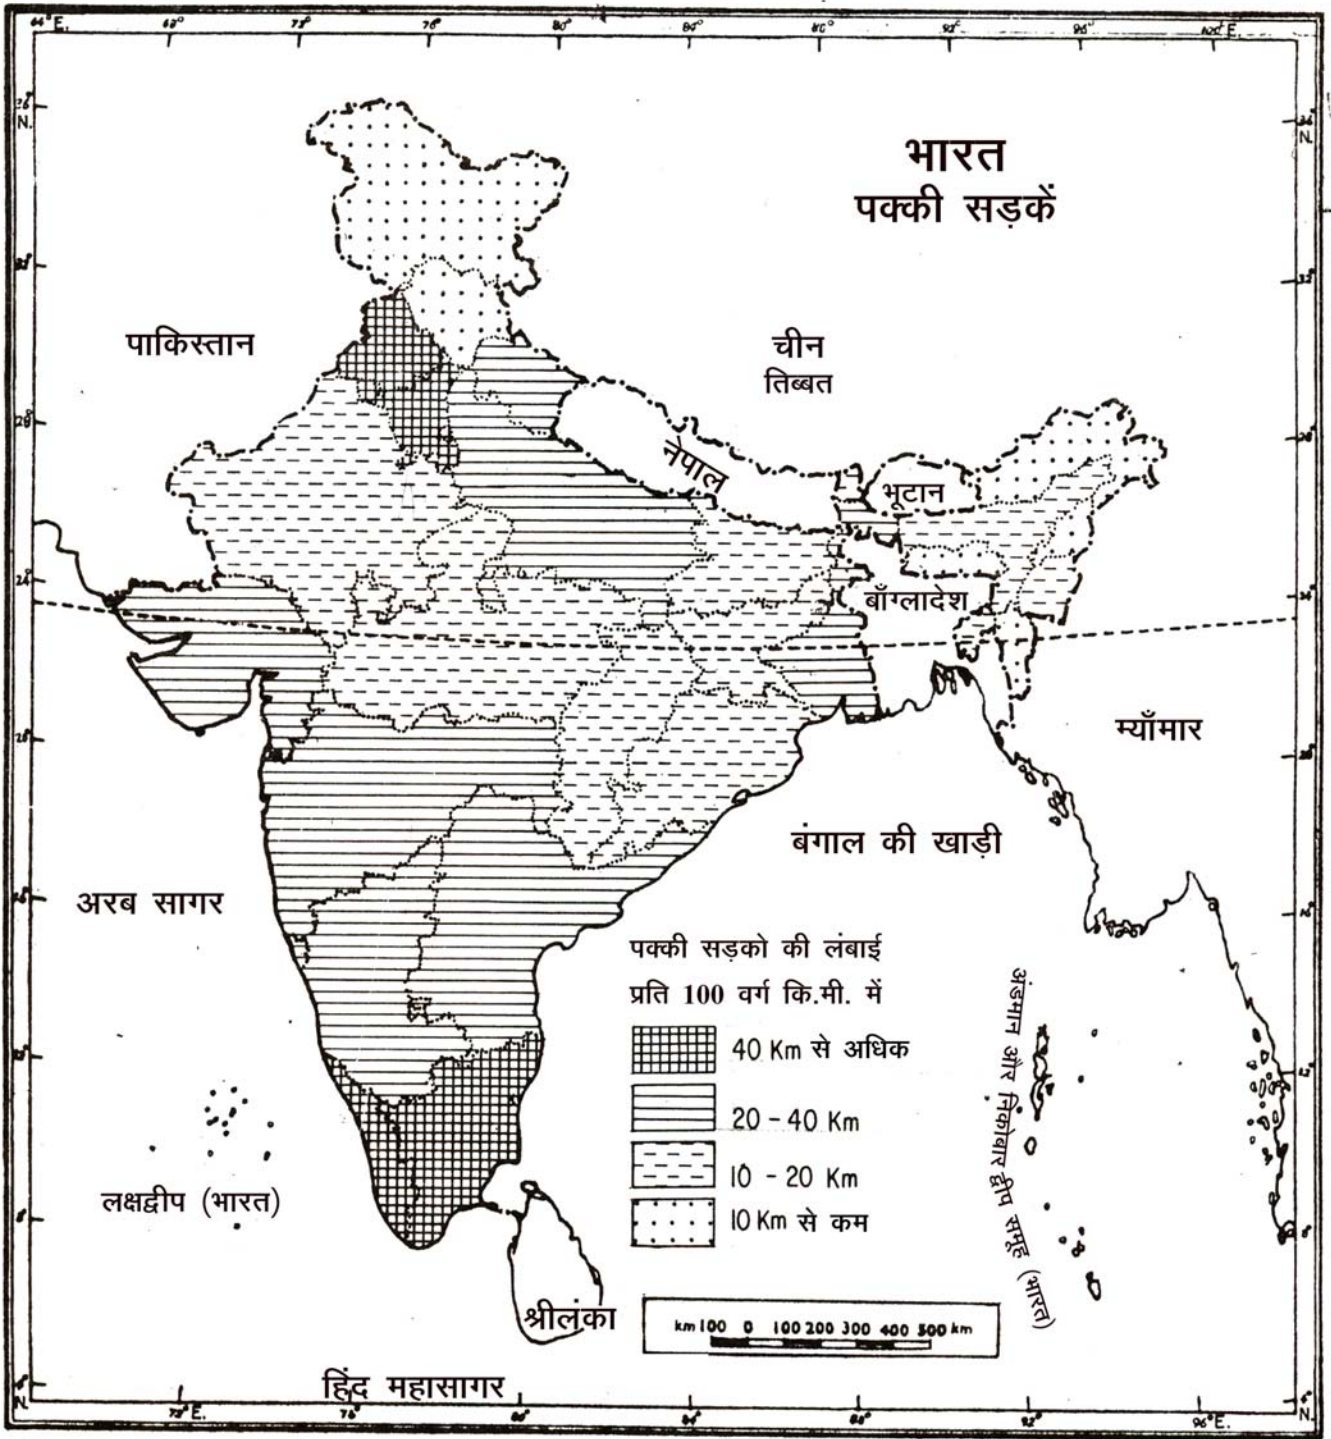 भारत
पक्की सड़कें
पाकिस्तान
चीन
तिब्बत
नेपाल
भूटान
बाँग्लादेश
म्याँमार
बंगाल की खाड़ी
अरब सागर
पक्की सड़को की लंबाई
प्रति 100 वर्ग कि.मी. में
40 Km से अधिक
20 - 40 Km
10 - 20 Km
10 Km से कम
अंडमान और निकोबार द्वीप समूह (भारत)
लक्षद्वीप (भारत)
श्रीलंका
km 100 0 100 200 300 400 500 km
हिंद महासागर